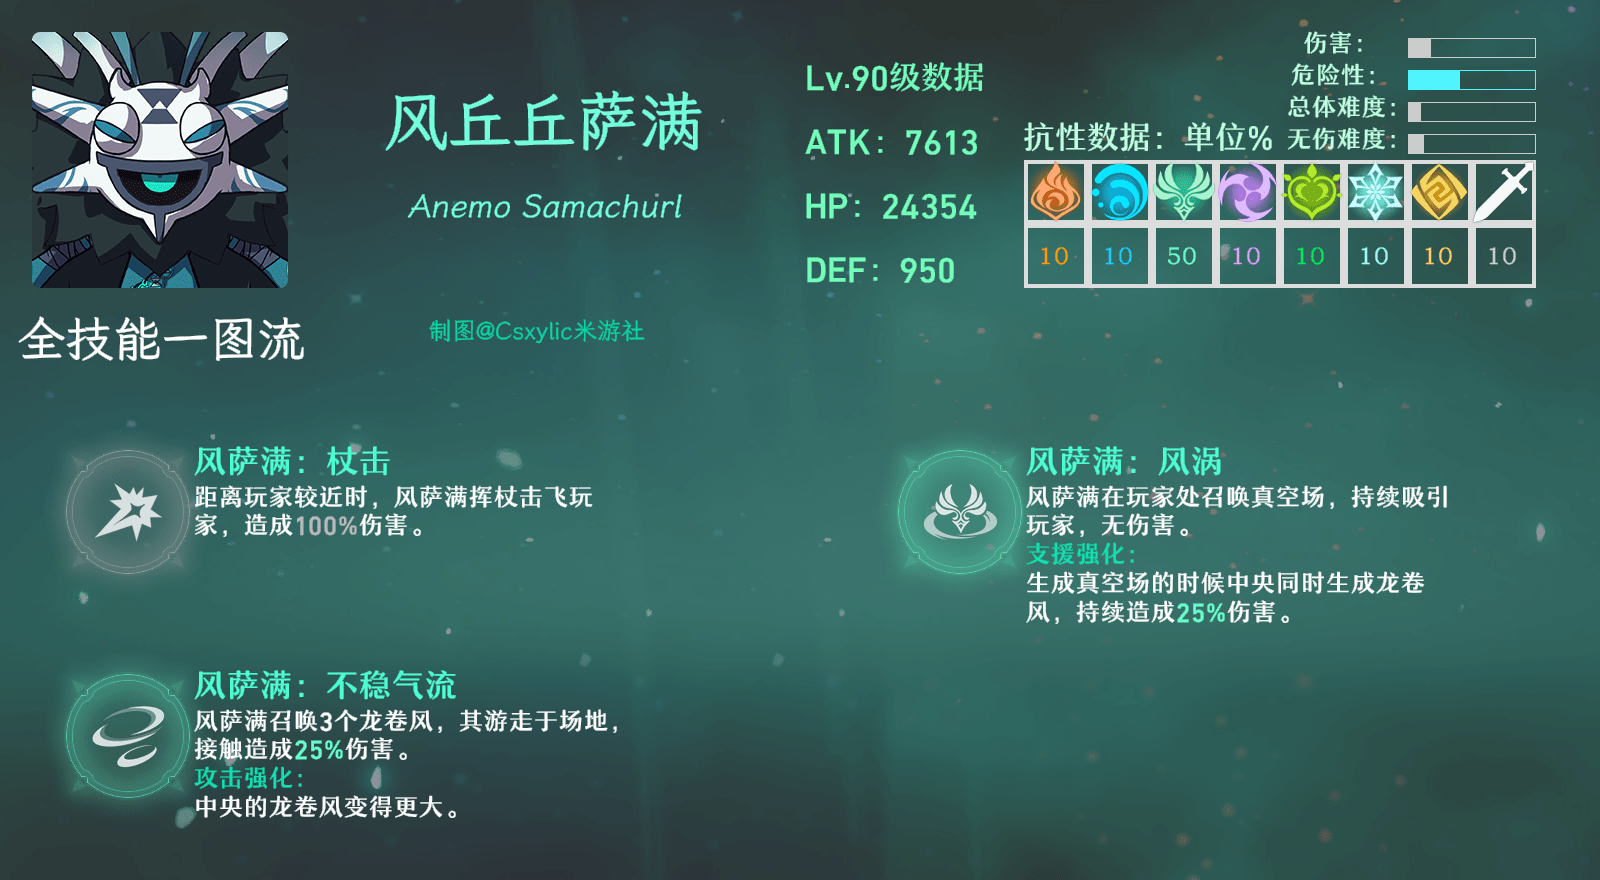 风丘丘萨满
Anemo Samachurl
全技能一图流
制图@Csxylic米游社
Lv.90级数据
ATK：7613
HP：24354
DEF：950
伤害：
危险性：
总体难度：
无伤难度：
抗性数据：单位%
10 10 50 10 10 10 10 10
风萨满：杖击
距离玩家较近时，风萨满挥杖击飞玩
家，造成100%伤害。
风萨满：风涡
风萨满在玩家处召唤真空场，持续吸引
玩家，无伤害。
支援强化：
生成真空场的时候中央同时生成龙卷
风，持续造成25%伤害。
风萨满：不稳气流
风萨满召唤3个龙卷风，其游走于场地，
接触造成25%伤害。
攻击强化：
中央的龙卷风变得更大。